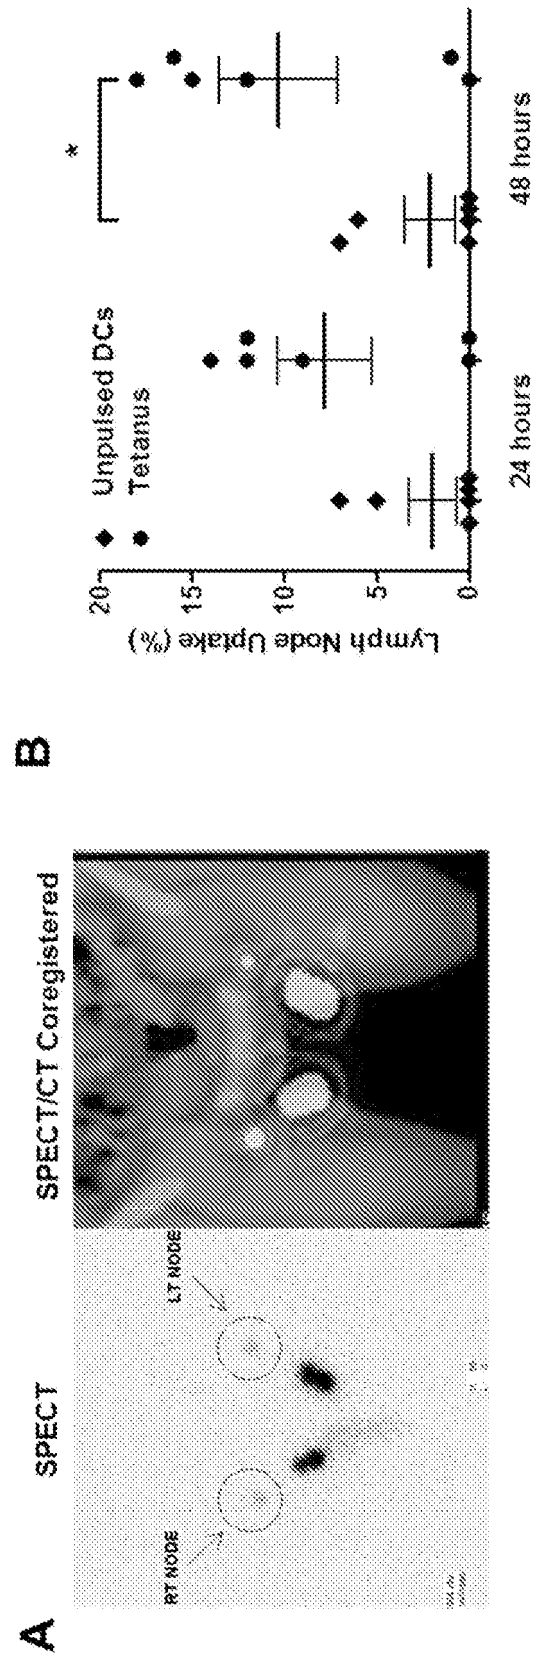 A
SPECT
SPECT/CT Coregistered
RT NODE
LT NODE
B
Lymph Node Uptake (%)
20
15
10
5
0
Unpulsed DCs
Tetanus
*
24 hours
48 hours